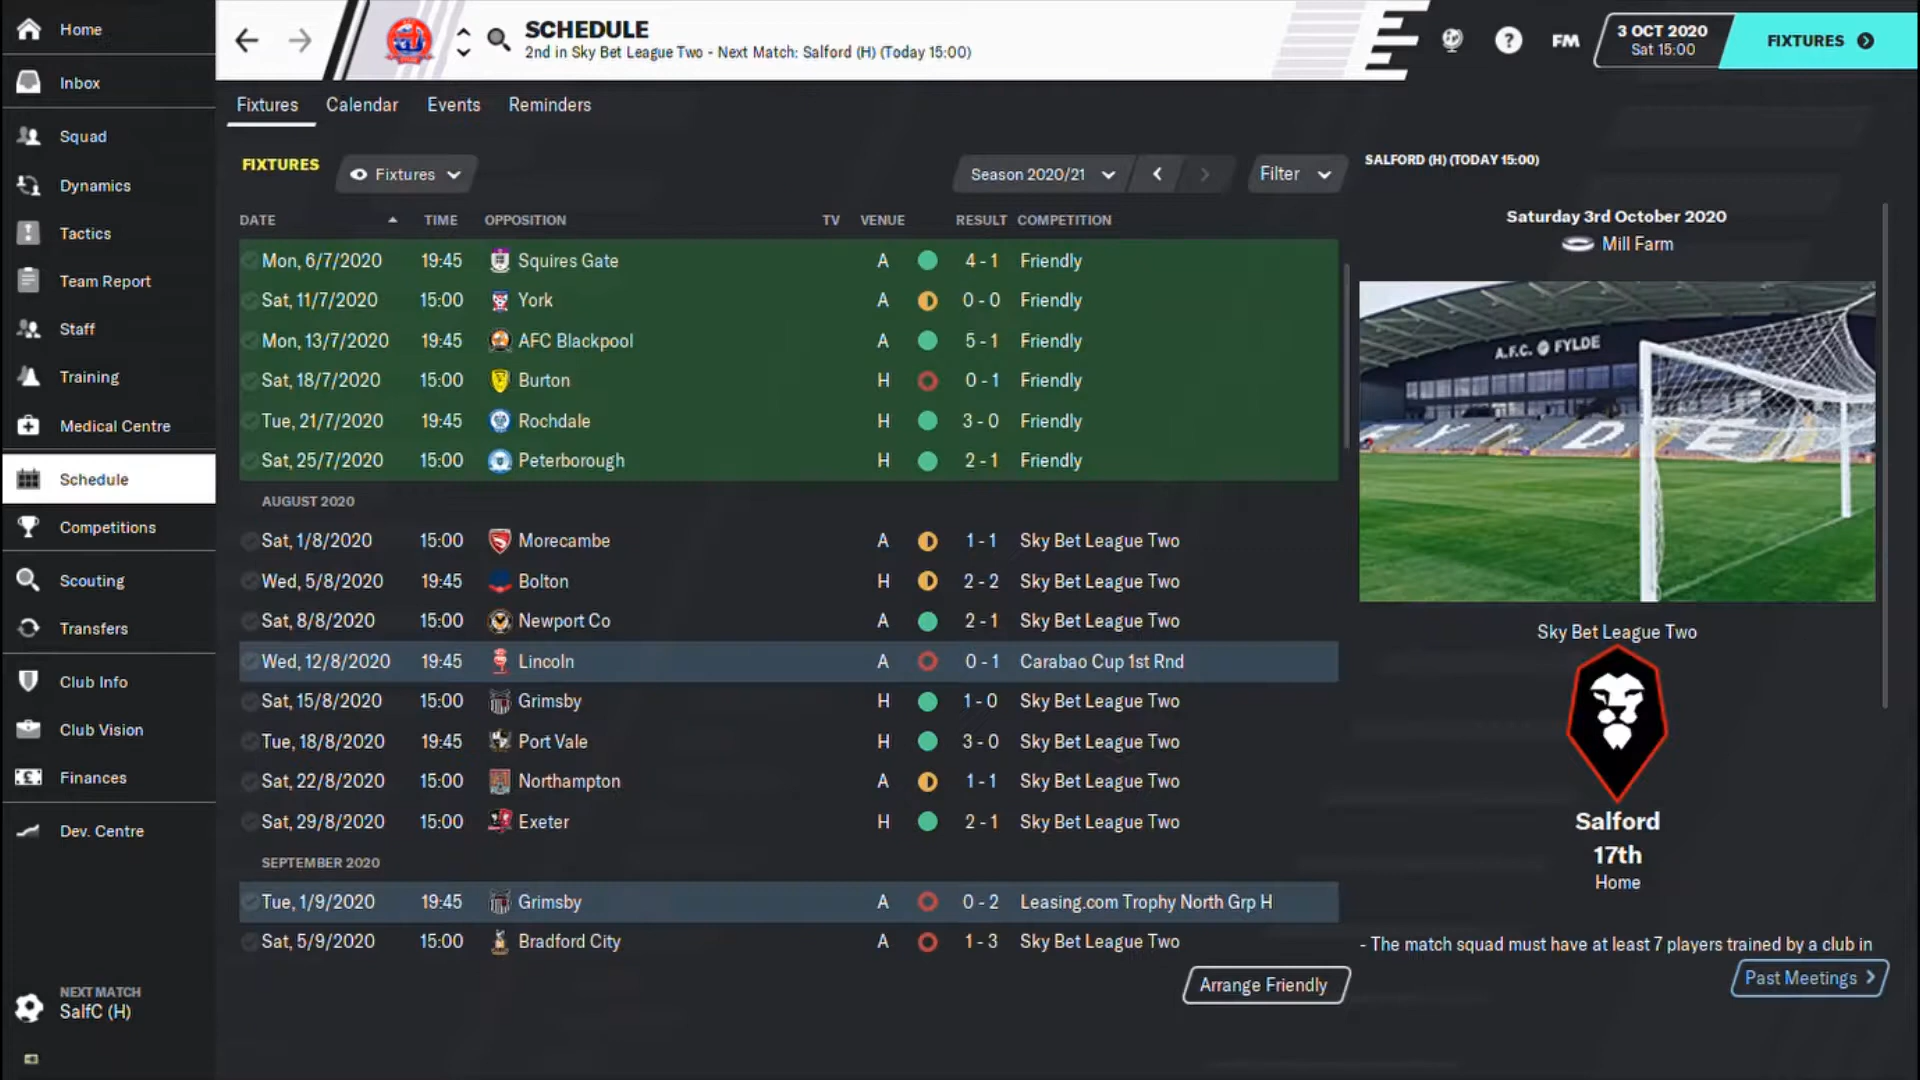 Home
Inbox
Squad
Dynamics
Tactics
Team Report
Staff
Training
Medical Centre
Schedule
Competitions
Scouting
Transfers
Club Info
Club Vision
Finances
Dev. Centre
NEXT MATCH
SalfC (H)
SCHEDULE
2nd in Sky Bet League Two - Next Match: Salford (H) (Today 15:00)
?
FM
3 OCT 2020
Sat 15:00
FIXTURES
Fixtures Calendar Events Reminders
FIXTURES
Fixtures
Season 2020/21
Filter
DATE TIME OPPOSITION TV VENUE RESULT COMPETITION
Mon, 6/7/2020 19:45 Squires Gate A 4 - 1 Friendly
Sat, 11/7/2020 15:00 York A 0 - 0 Friendly
Mon, 13/7/2020 19:45 AFC Blackpool A 5 - 1 Friendly
Sat, 18/7/2020 15:00 Burton H 0 - 1 Friendly
Tue, 21/7/2020 19:45 Rochdale H 3 - 0 Friendly
Sat, 25/7/2020 15:00 Peterborough H 2 - 1 Friendly
AUGUST 2020
Sat, 1/8/2020 15:00 Morecambe A 1 - 1 Sky Bet League Two
Wed, 5/8/2020 19:45 Bolton H 2 - 2 Sky Bet League Two
Sat, 8/8/2020 15:00 Newport Co A 2 - 1 Sky Bet League Two
Wed, 12/8/2020 19:45 Lincoln A 0 - 1 Carabao Cup 1st Rnd
Sat, 15/8/2020 15:00 Grimsby H 1 - 0 Sky Bet League Two
Tue, 18/8/2020 19:45 Port Vale H 3 - 0 Sky Bet League Two
Sat, 22/8/2020 15:00 Northampton A 1 - 1 Sky Bet League Two
Sat, 29/8/2020 15:00 Exeter H 2 - 1 Sky Bet League Two
SEPTEMBER 2020
Tue, 1/9/2020 19:45 Grimsby A 0 - 2 Leasing.com Trophy North Grp H
Sat, 5/9/2020 15:00 Bradford City A 1 - 3 Sky Bet League Two
Arrange Friendly
SALFORD (H) (TODAY 15:00)
Saturday 3rd October 2020
Mill Farm
A.F.C. FYLDE
FYLDE
Sky Bet League Two
Salford
17th
Home
- The match squad must have at least 7 players trained by a club in
Past Meetings